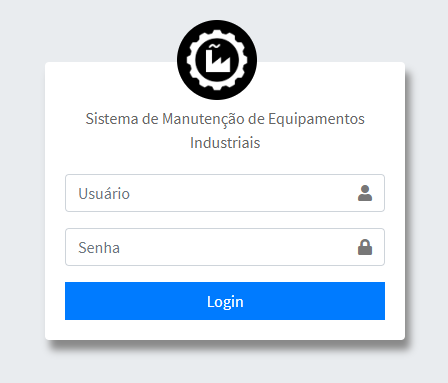 Sistema de Manutenção de Equipamentos
Industriais
Usuário
Senha
Login